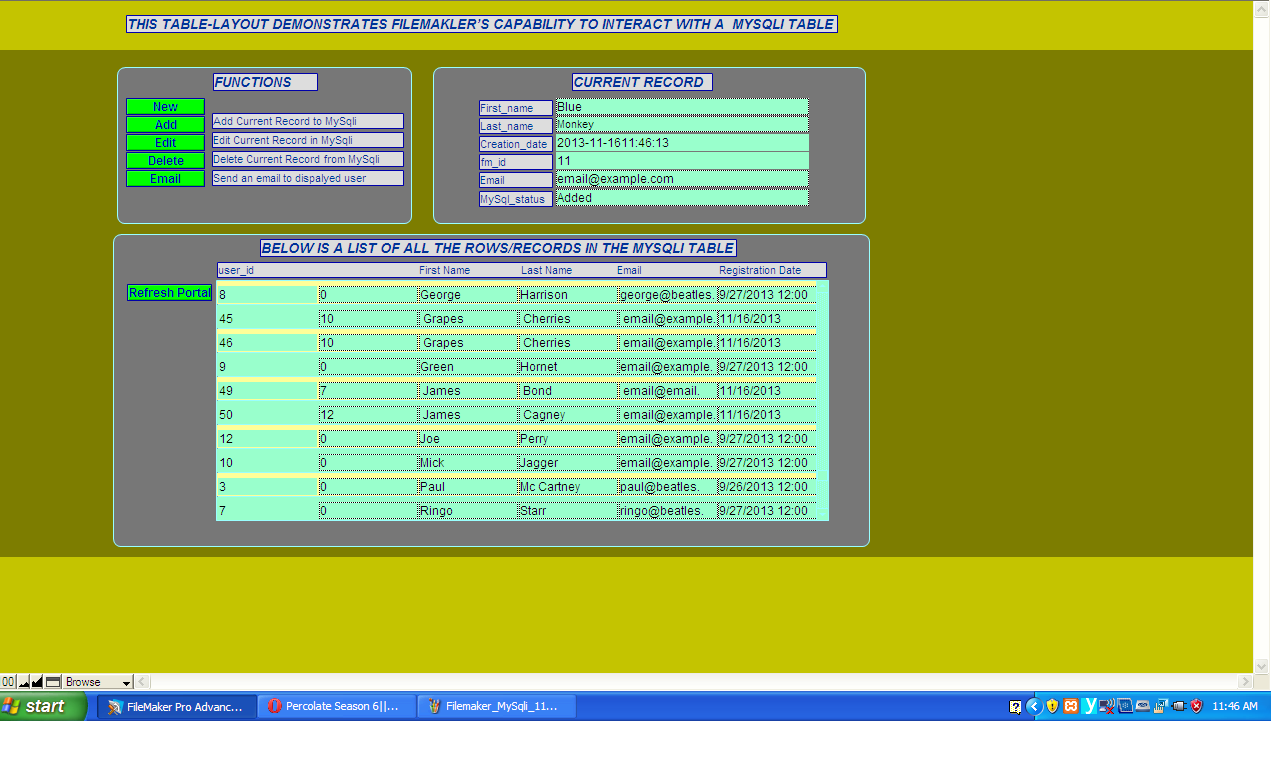 THIS TABLE-LAYOUT DEMONSTRATES FILEMAKLER'S CAPABILITY TO INTERACT WITH A MYSQLI TABLE
FUNCTIONS
New
Add Add Current Record to MySqli
Edit Edit Current Record in MySqli
Delete Delete Current Record from MySqli
Email Send an email to dispalyed user
CURRENT RECORD
First_name Blue
Last_name Monkey
Creation_date 2013-11-1611:46:13
fm_id 11
Email email@example.com
MySql_status Added
BELOW IS A LIST OF ALL THE ROWS/RECORDS IN THE MYSQLI TABLE
user_id First Name Last Name Email Registration Date
Refresh Portal
8 0 George Harrison george@beatles. 9/27/2013 12:00
45 10 Grapes Cherries email@example. 11/16/2013
46 10 Grapes Cherries email@example. 11/16/2013
9 0 Green Hornet email@example. 9/27/2013 12:00
49 7 James Bond email@email. 11/16/2013
50 12 James Cagney email@example. 11/16/2013
12 0 Joe Perry email@example. 9/27/2013 12:00
10 0 Mick Jagger email@example. 9/27/2013 12:00
3 0 Paul Mc Cartney paul@beatles. 9/26/2013 12:00
7 0 Ringo Starr ringo@beatles. 9/27/2013 12:00
00 Browse
start FileMaker Pro Advanc... Percolate Season 6||... Filemaker_MySqli_11... ? y 11:46 AM